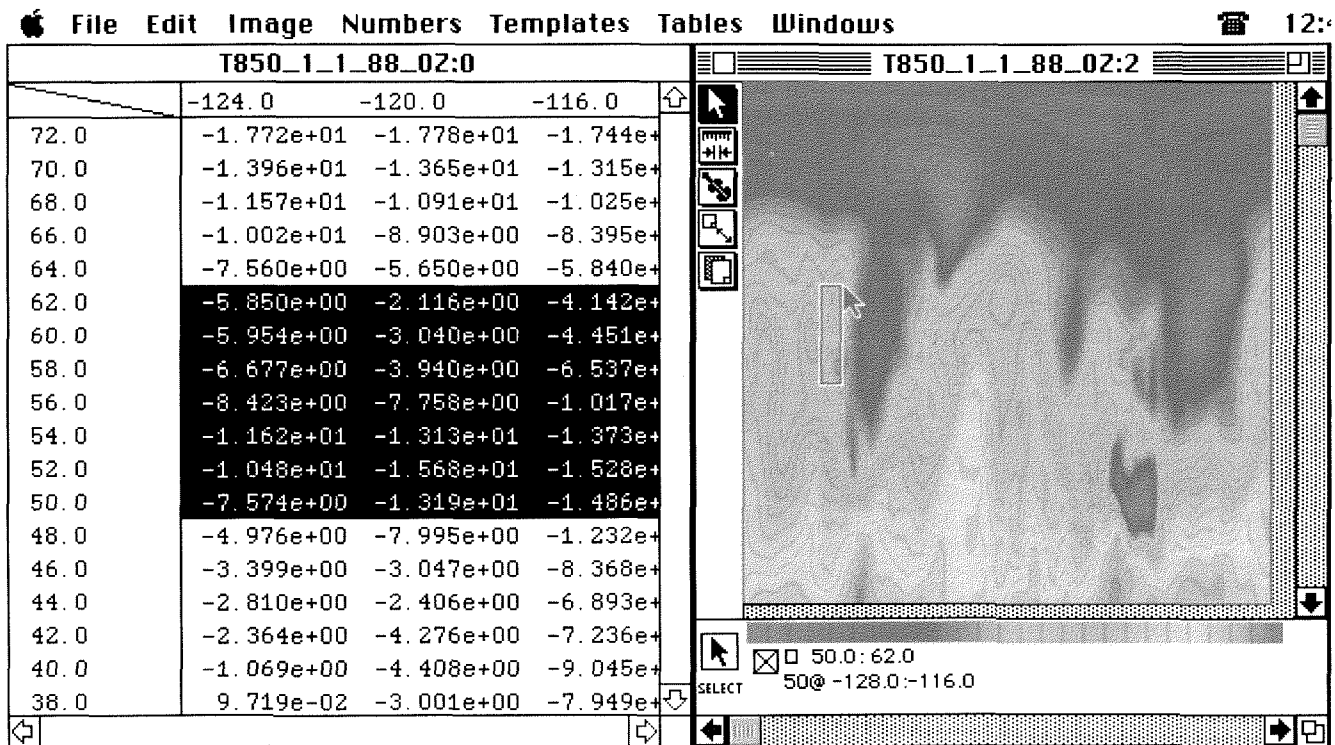 File Edit Image Numbers Templates Tables Windows 12:
T850_1_1_88_0Z:0
-124.0 -120.0 -116.0
72.0 -1.772e+01 -1.778e+01 -1.744e+
70.0 -1.396e+01 -1.365e+01 -1.315e+
68.0 -1.157e+01 -1.091e+01 -1.025e+
66.0 -1.002e+01 -8.903e+00 -8.395e+
64.0 -7.560e+00 -5.650e+00 -5.840e+
62.0 -5.850e+00 -2.116e+00 -4.142e+
60.0 -5.954e+00 -3.040e+00 -4.451e+
58.0 -6.677e+00 -3.940e+00 -6.537e+
56.0 -8.423e+00 -7.758e+00 -1.017e+
54.0 -1.162e+01 -1.313e+01 -1.373e+
52.0 -1.048e+01 -1.568e+01 -1.528e+
50.0 -7.574e+00 -1.319e+01 -1.486e+
48.0 -4.976e+00 -7.995e+00 -1.232e+
46.0 -3.399e+00 -3.047e+00 -8.368e+
44.0 -2.810e+00 -2.406e+00 -6.893e+
42.0 -2.364e+00 -4.276e+00 -7.236e+
40.0 -1.069e+00 -4.408e+00 -9.045e+
38.0 9.719e-02 -3.001e+00 -7.949e+
T850_1_1_88_0Z:2
SELECT
50.0:62.0
50@ -128.0:-116.0